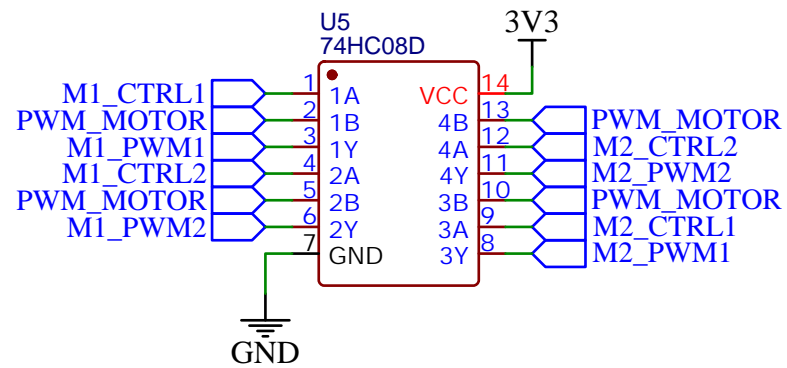 U5
74HC08D
3V3
M1_CTRL1 1 1A VCC 14
PWM_MOTOR 2 1B 4B 13 PWM_MOTOR
M1_PWM1 3 1Y 4A 12 M2_CTRL2
M1_CTRL2 4 2A 4Y 11 M2_PWM2
PWM_MOTOR 5 2B 3B 10 PWM_MOTOR
M1_PWM2 6 2Y 3A 9 M2_CTRL1
7 GND 3Y 8 M2_PWM1
GND